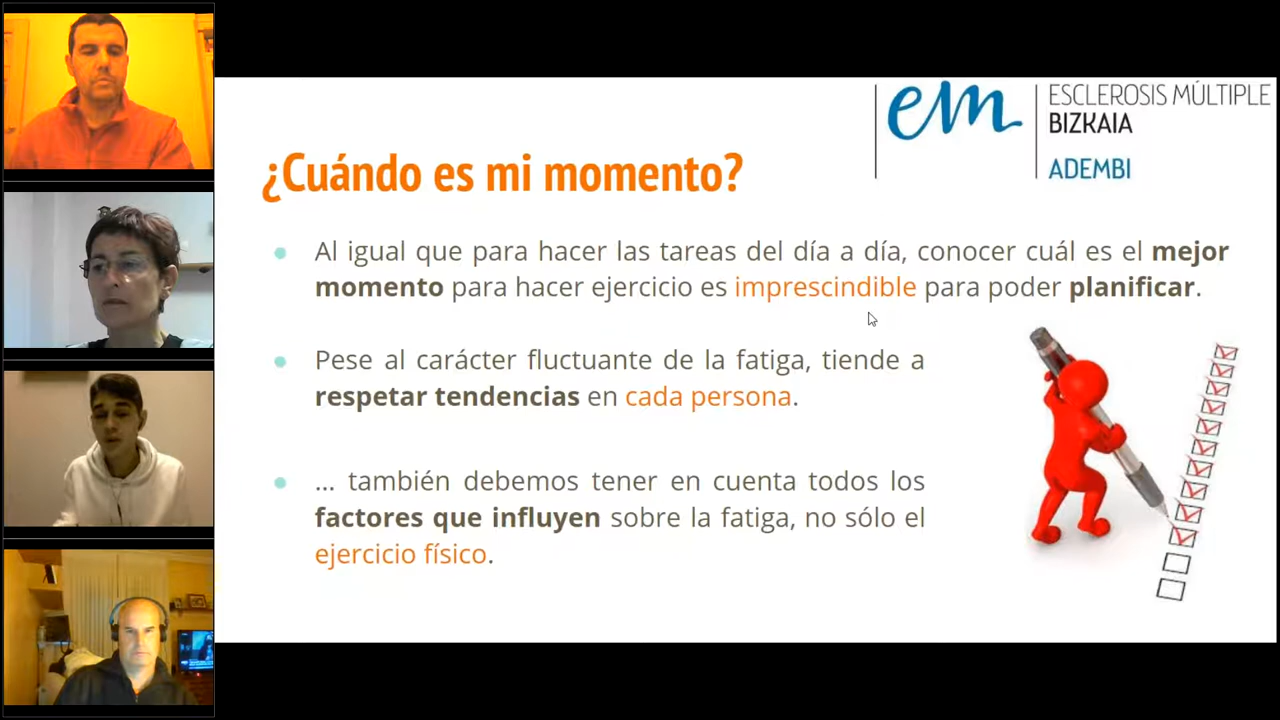 em
ESCLEROSIS MÚLTIPLE
BIZKAIA
ADEMBI
¿Cuándo es mi momento?
Al igual que para hacer las tareas del día a día, conocer cuál es el mejor
momento para hacer ejercicio es imprescindible para poder planificar.
Pese al carácter fluctuante de la fatiga, tiende a
respetar tendencias en cada persona.
... también debemos tener en cuenta todos los
factores que influyen sobre la fatiga, no sólo el
ejercicio físico.